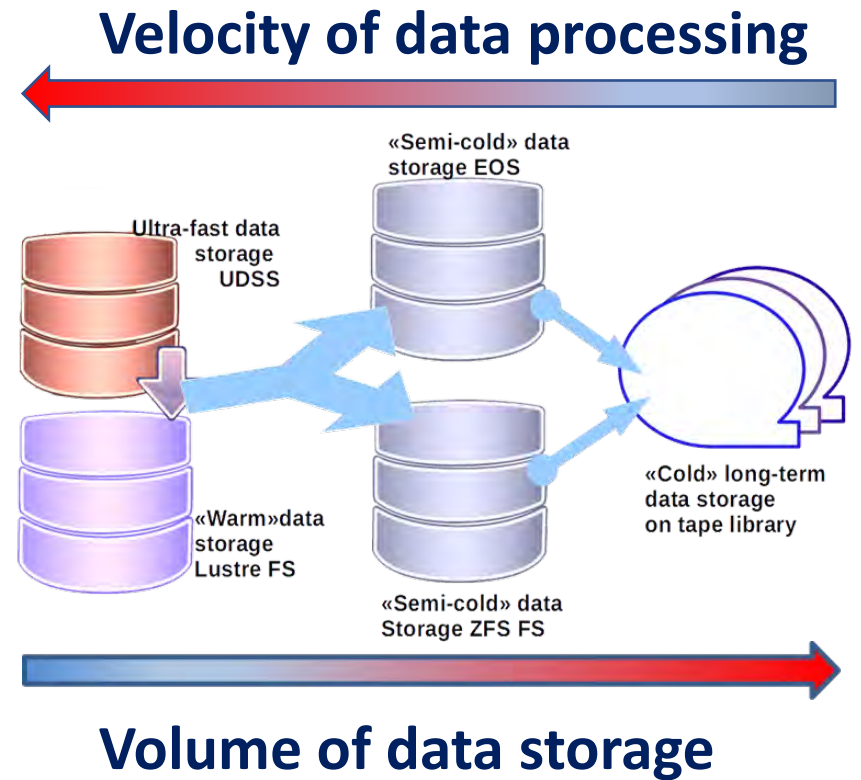 Velocity of data processing
«Semi-cold» data
storage EOS
Ultra-fast data
storage
UDSS
«Warm»data
storage
Lustre FS
«Semi-cold» data
Storage ZFS FS
«Cold» long-term
data storage
on tape library
Volume of data storage